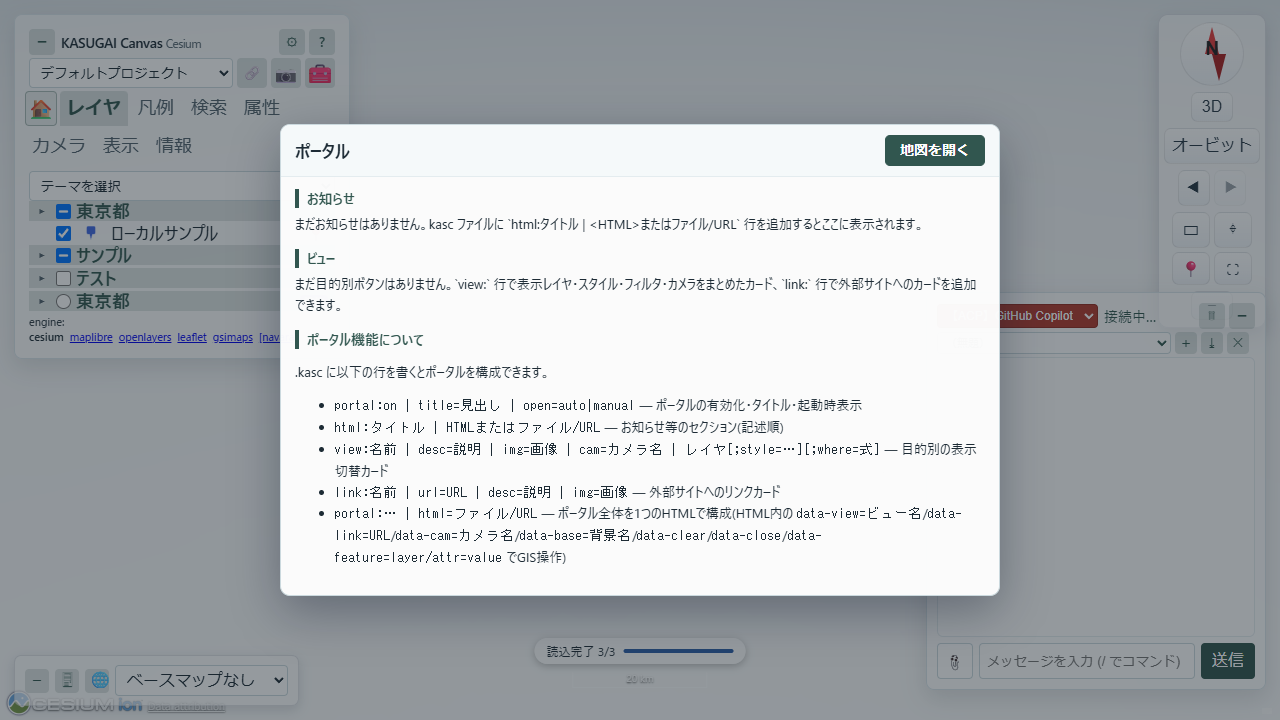 KASUGAI Canvas Cesium
デフォルトプロジェクト
レイヤ 凡例 検索 属性
カメラ 表示 情報
テーマを選択
東京都
ローカルサンプル
サンプル
テスト
東京都
engine:
cesium maplibre openlayers leaflet gsimaps
N
3D
オービット
ポータル
地図を開く
お知らせ
まだお知らせはありません。kasc ファイルに `html:タイトル | <HTML>またはファイル/URL` 行を追加するとここに表示されます。
ビュー
まだ目的別ボタンはありません。`view:` 行で表示レイヤ・スタイル・フィルタ・カメラをまとめたカード、`link:` 行で外部サイトへのカードを追加
できます。
ポータル機能について
.kasc に以下の行を書くとポータルを構成できます。
• portal:on | title=見出し | open=auto|manual — ポータルの有効化・タイトル・起動時表示
• html:タイトル | HTMLまたはファイル/URL — お知らせ等のセクション(記述順)
• view:名前 | desc=説明 | img=画像 | cam=カメラ名 | レイヤ[;style=…][;where=式] — 目的別の表示
切替カード
• link:名前 | url=URL | desc=説明 | img=画像 — 外部サイトへのリンクカード
• portal:… | html=ファイル/URL — ポータル全体を1つのHTMLで構成(HTML内の data-view=ビュー名/data-
link=URL/data-cam=カメラ名/data-base=背景名/data-clear/data-close/data-
feature=layer/attr=value でGIS操作)
GitHub Copilot 接続中...
メッセージを入力 (/ でコマンド) 送信
読込完了 3/3
20 km
ベースマップなし
CESIUM ion Data attribution